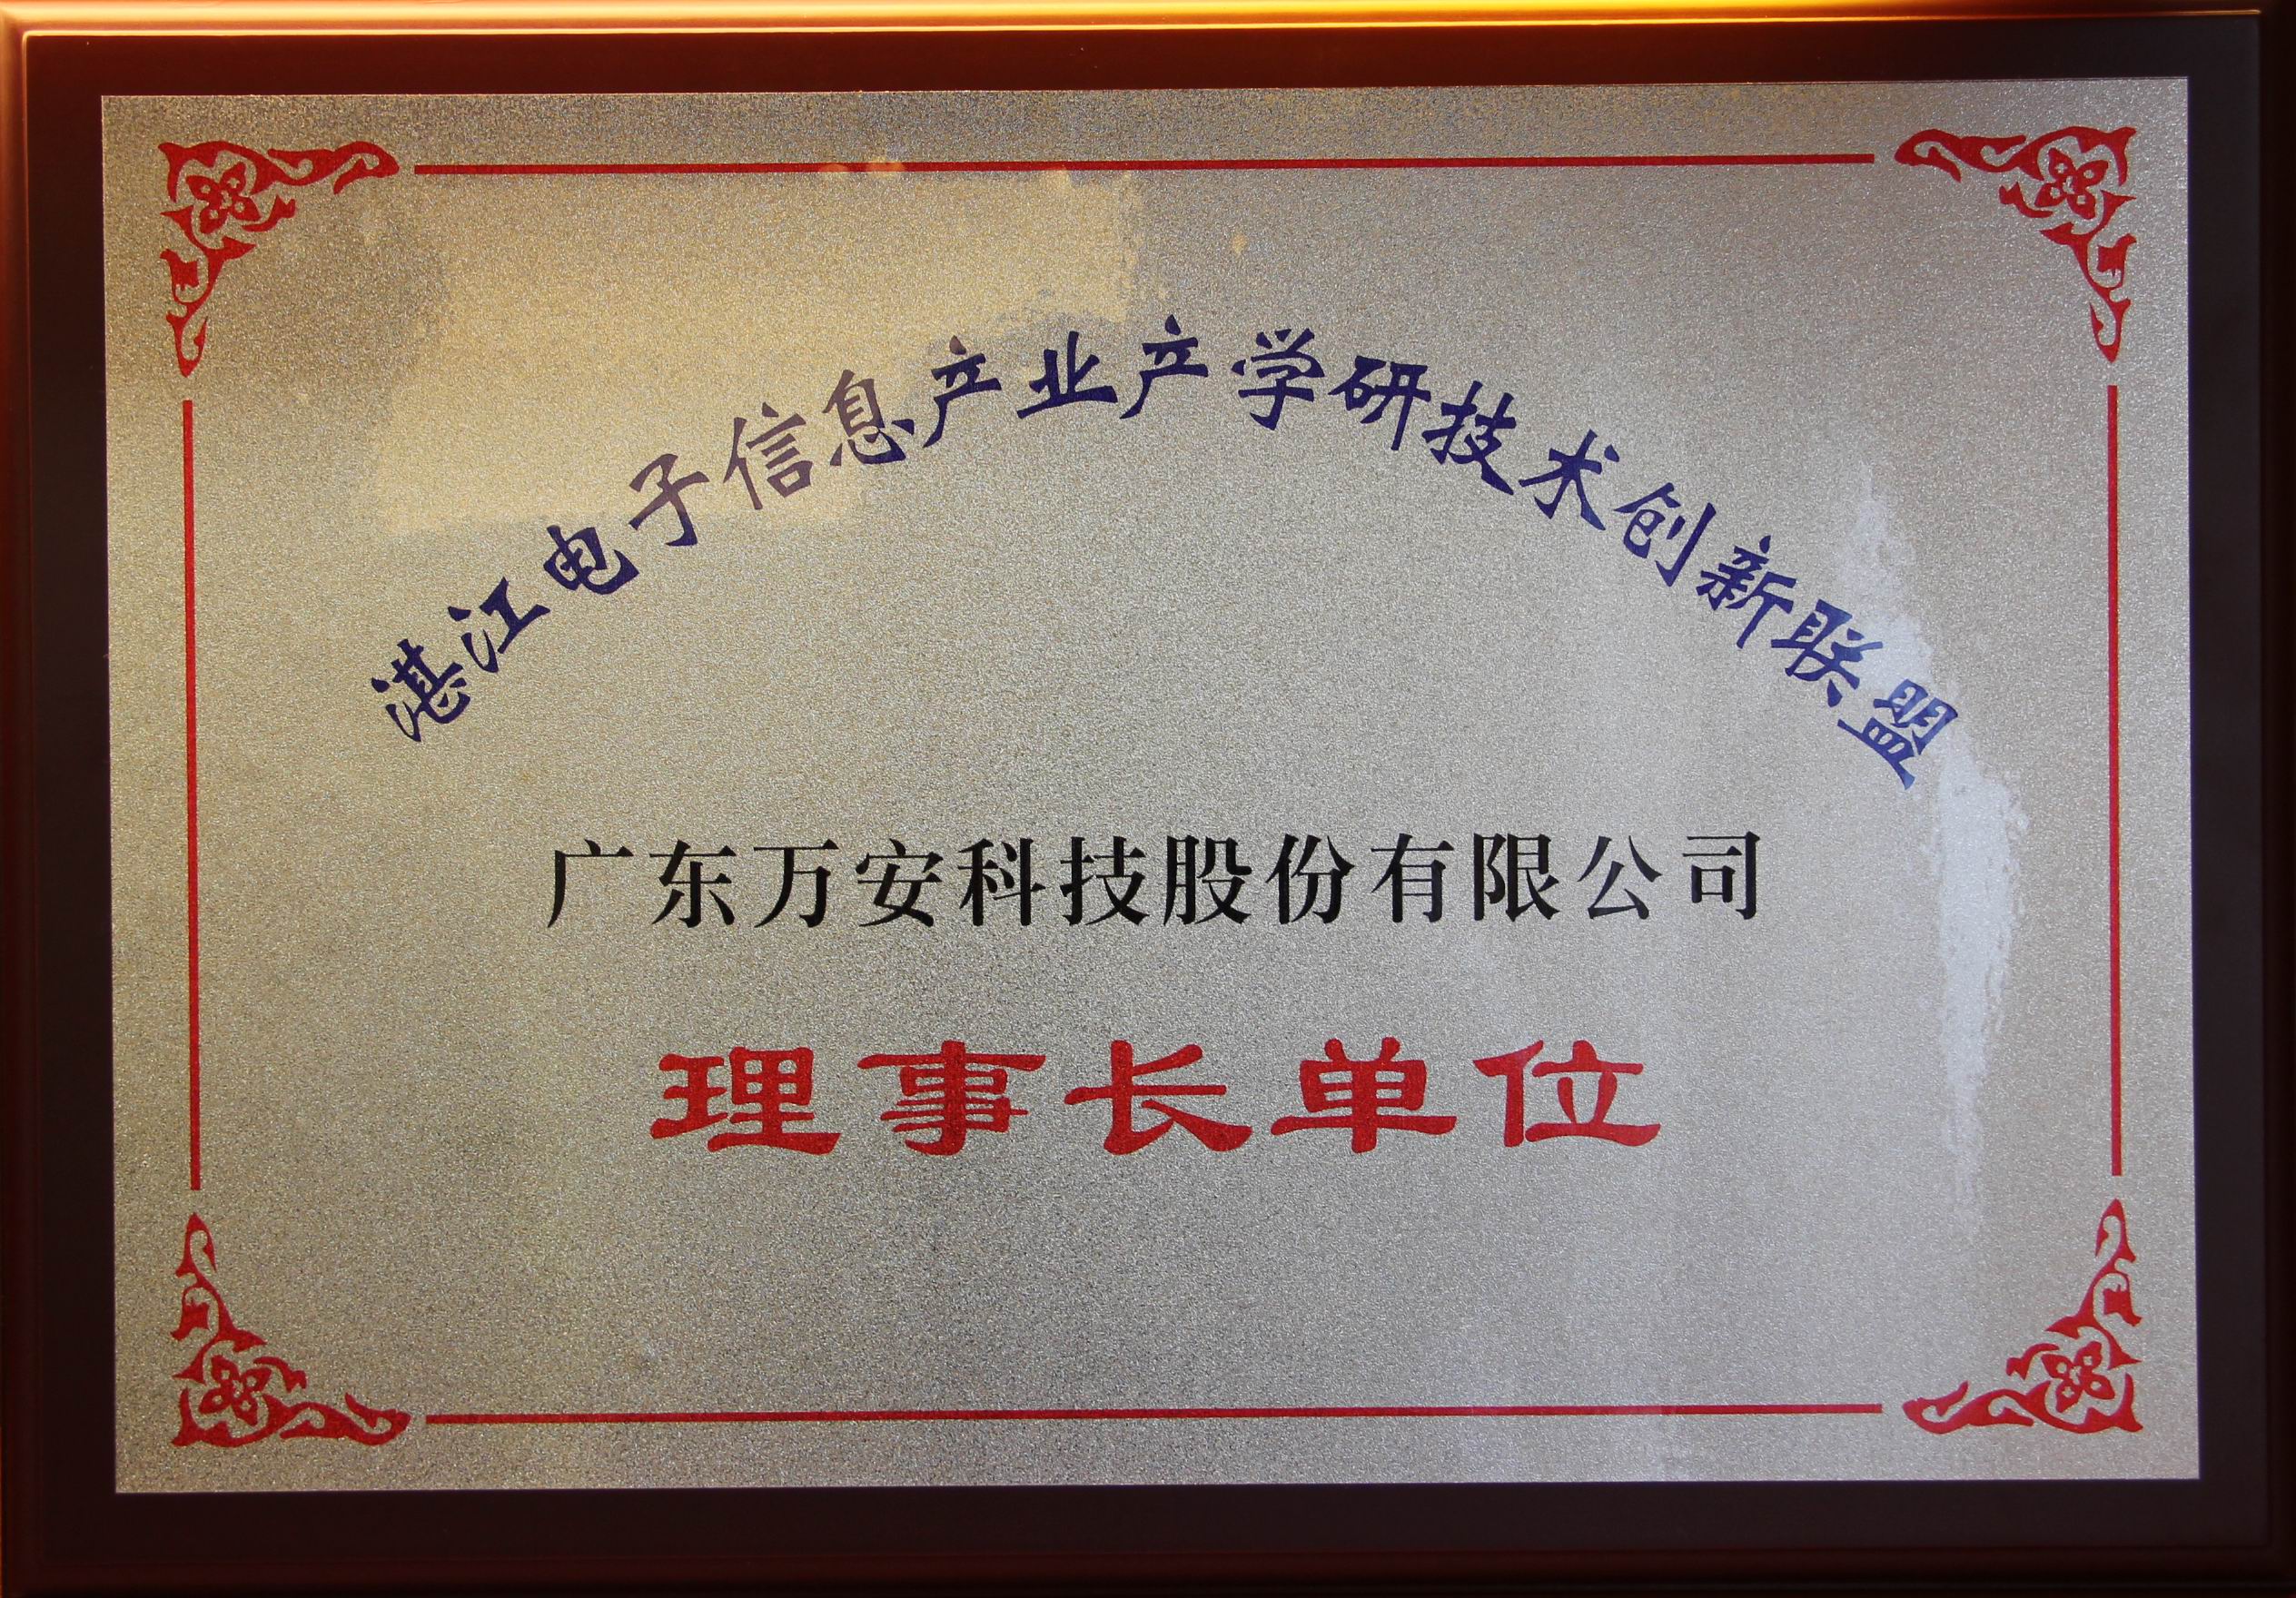 湛江电子信息产业产学研技术创新联盟
广东万安科技股份有限公司
理事长单位